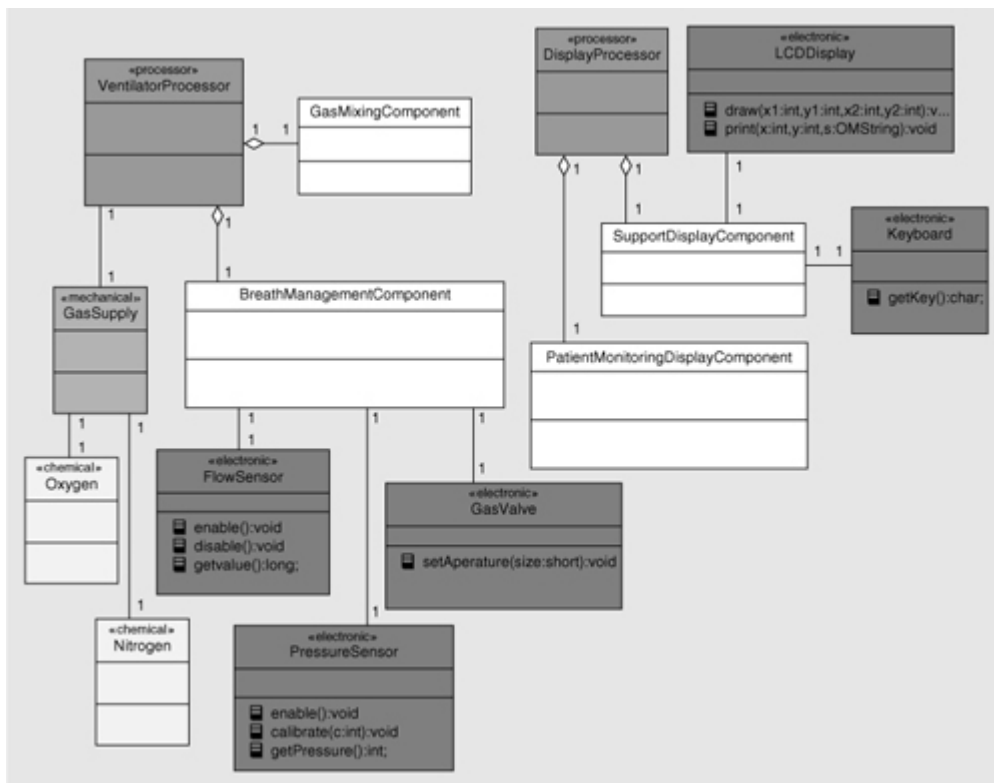 «processor»
VentilatorProcessor
GasMixingComponent
1
1
1
1
«processor»
DisplayProcessor
1
1
«electronic»
LCDDisplay
draw(x1:int,y1:int,x2:int,y2:int):v...
print(x:int,y:int,s:OMString):void
1
1
1
SupportDisplayComponent
1
1
«electronic»
Keyboard
getKey():char;
1
1
«mechanical»
GasSupply
1
1
BreathManagementComponent
1
1
1
1
PatientMonitoringDisplayComponent
1
1
«chemical»
Oxygen
«electronic»
FlowSensor
enable():void
disable():void
getvalue():long;
1
«electronic»
GasValve
setAperature(size:short):void
1
«chemical»
Nitrogen
1
«electronic»
PressureSensor
enable():void
calibrate(c:int):void
getPressure():int;